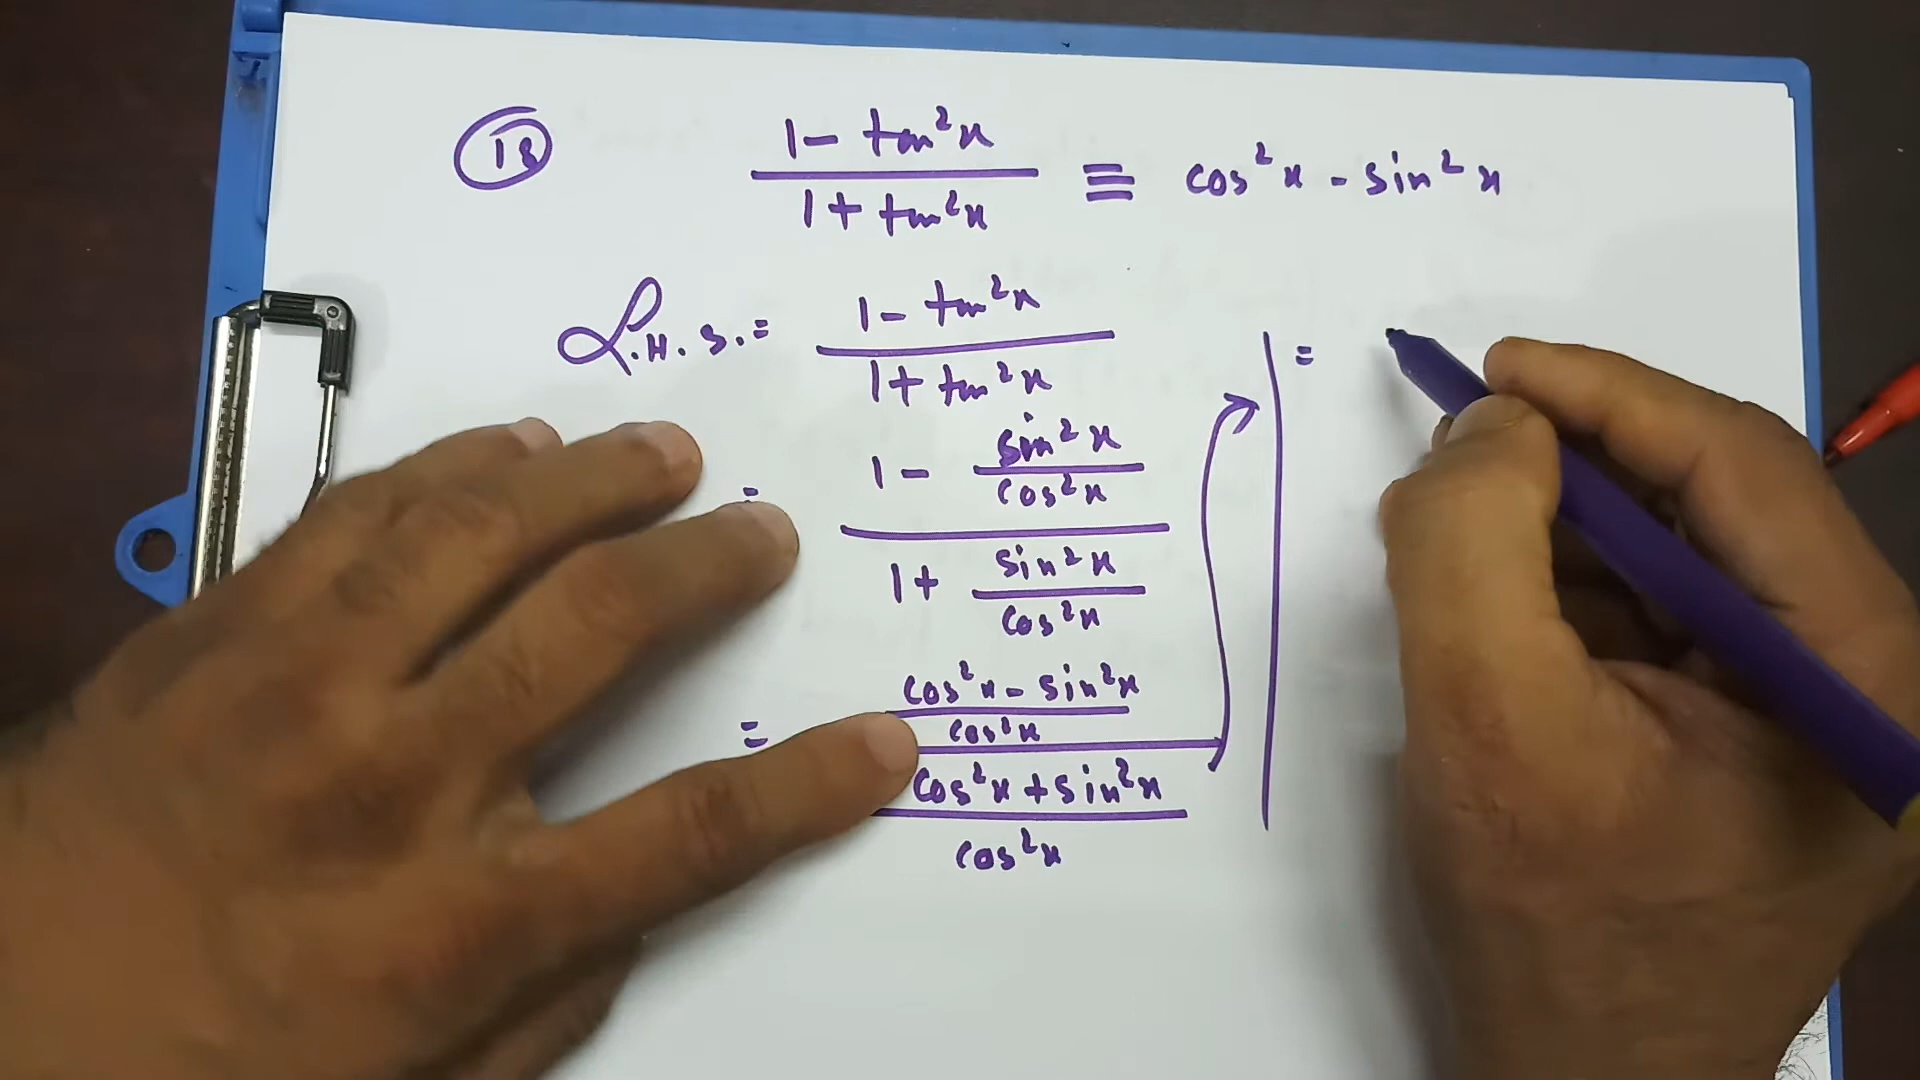 18
1 - tan²x
1 + tan²x
≡ cos²x - sin²x
L.H.S. =
1 - tan²x
1 + tan²x
=
1 - sin²x
cos²x
1 + sin²x
cos²x
=
cos²x - sin²x
cos²x
cos²x + sin²x
cos²x
=